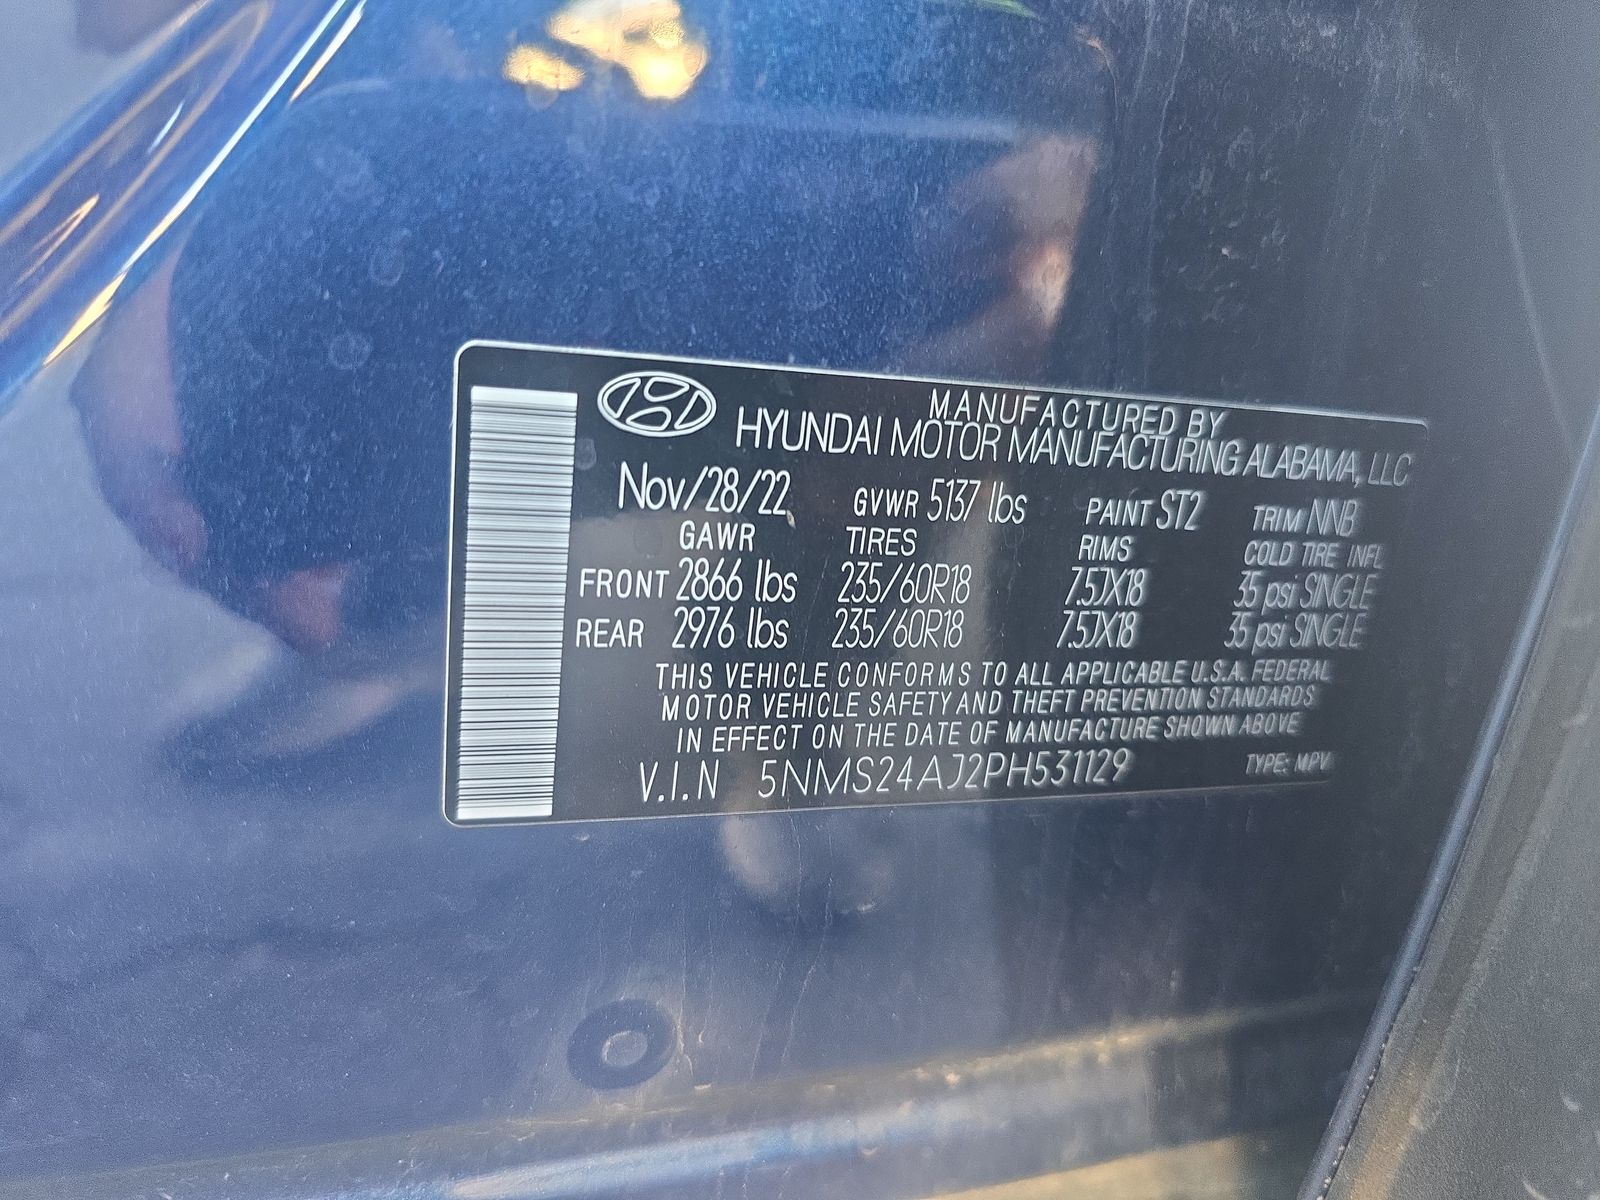 MANUFACTURED BY
HYUNDAI MOTOR MANUFACTURING ALABAMA, LLC
Nov/28/22 GVWR 5137 lbs PAINT ST2 TRIM NNB
GAWR TIRES RIMS COLD TIRE INFL
FRONT 2866 lbs 235/60R18 7.5JX18 35 psi SINGLE
REAR 2976 lbs 235/60R18 7.5JX18 35 psi SINGLE
THIS VEHICLE CONFORMS TO ALL APPLICABLE U.S.A. FEDERAL
MOTOR VEHICLE SAFETY AND THEFT PREVENTION STANDARDS
IN EFFECT ON THE DATE OF MANUFACTURE SHOWN ABOVE
V.I.N 5NMS24AJ2PH531129 TYPE: MPV